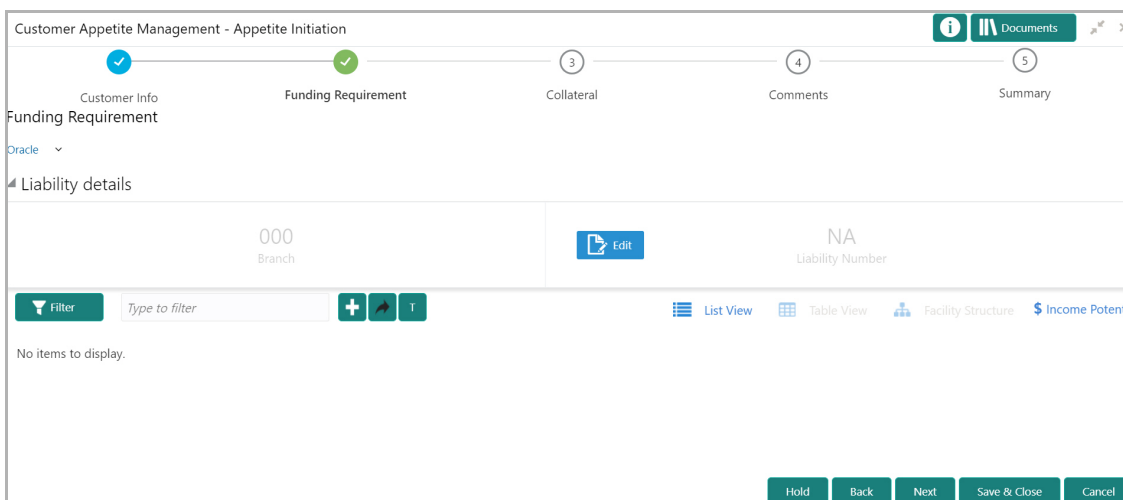 Customer Appetite Management - Appetite Initiation
i Documents
3 4 5
Customer Info Funding Requirement Collateral Comments Summary
Funding Requirement
Oracle
Liability details
000 Edit NA
Branch Liability Number
Filter Type to filter T List View Table View Facility Structure $ Income Potent
No items to display.
Hold Back Next Save & Close Cancel